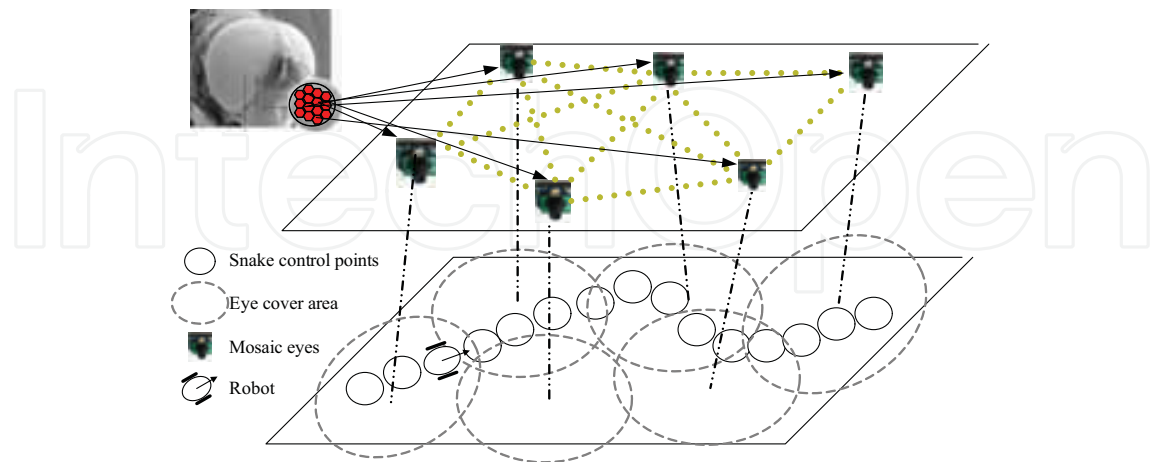 IntechOpen
Snake control points
Eye cover area
Mosaic eyes
Robot